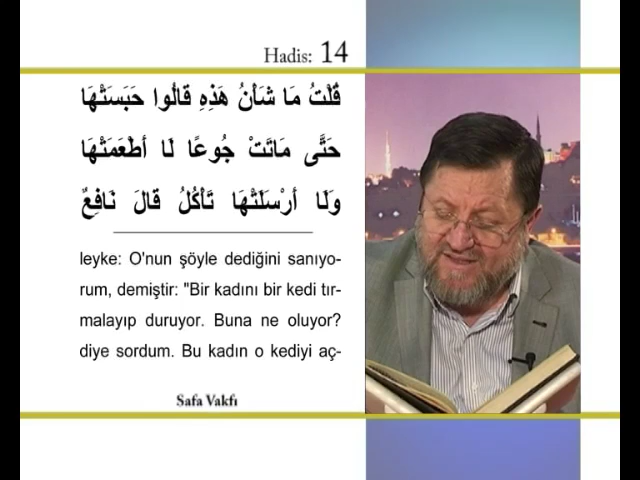 Hadis: 14
قُلْتُ مَا شَأْنُ هَذِهِ قَالُوا حَبَسَتْهَا
حَتَّى مَاتَتْ جُوعًا لَا أَطْعَمَتْهَا
وَلَا أَرْسَلَتْهَا تَأْكُلُ قَالَ نَافِعٌ
leyke: O'nun şöyle dediğini sanıyo-
rum, demiştir: "Bir kadını bir kedi tır-
malayıp duruyor. Buna ne oluyor?
diye sordum. Bu kadın o kediyi aç-
Safa Vakfı